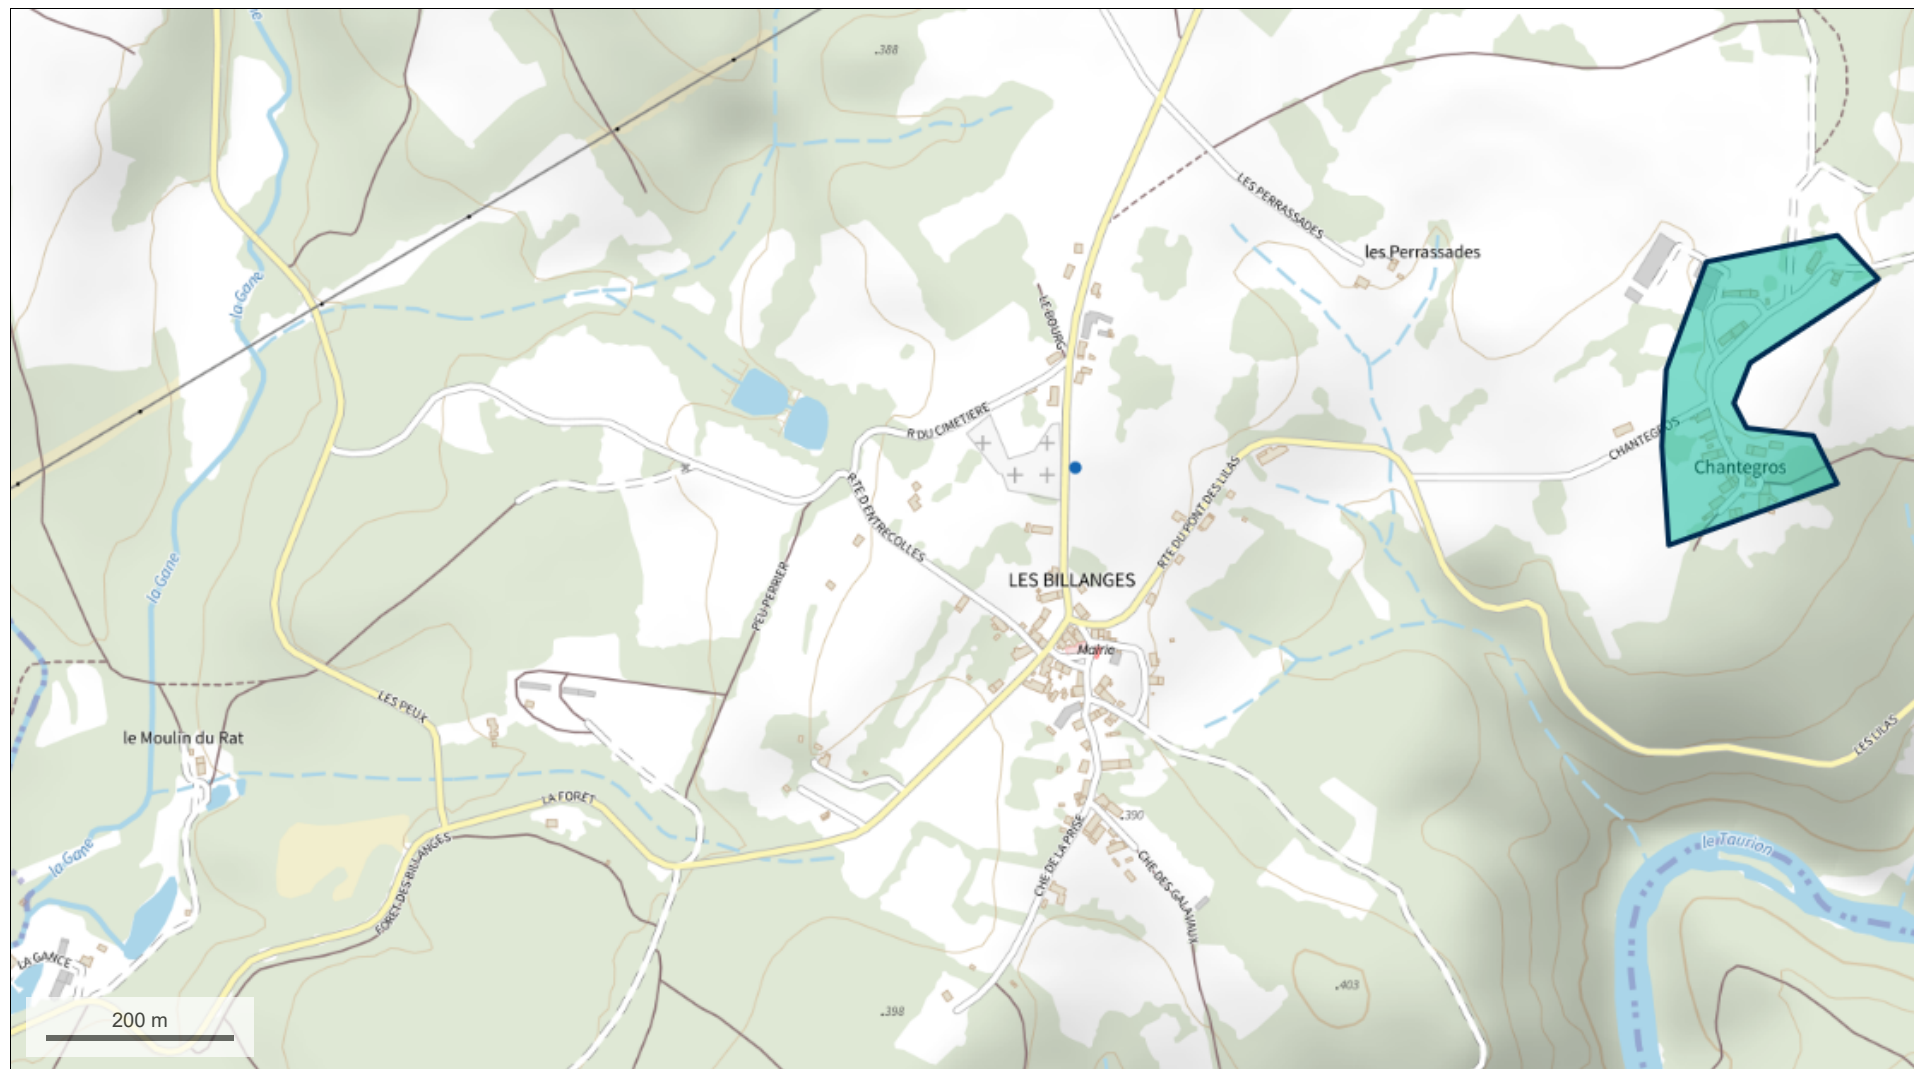 .388
LES PERRASSADES
les Perrassades
la Gane
LE BOURG
R DU CIMETIERE
CHANTEGROS
Chantegros
RTE D'ENTRECOLLES
RTE DU PONT DES LILAS
la Gane
PEU-PERRIER
LES BILLANGES
Mairie
LES PEUX
le Moulin du Rat
LES LILAS
LA FORET
.390
la Gane
FORET-DES-BILLANGES
CHE DE LA PRISE
CHE-DES-GALAVAUX
le Taurion
LA GANCE
.403
.398
200 m